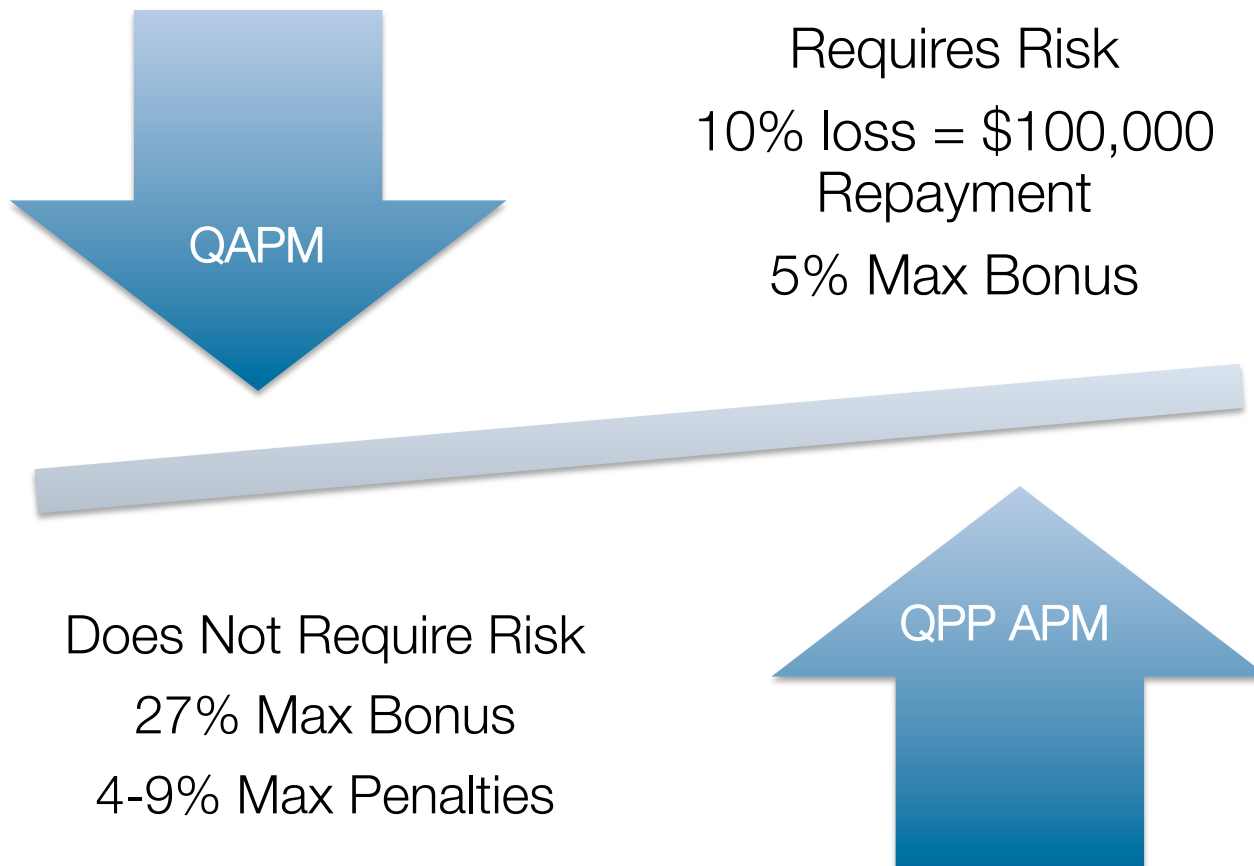 QAPM
Requires Risk
10% loss = $100,000
Repayment
5% Max Bonus
Does Not Require Risk
27% Max Bonus
4-9% Max Penalties
QPP APM